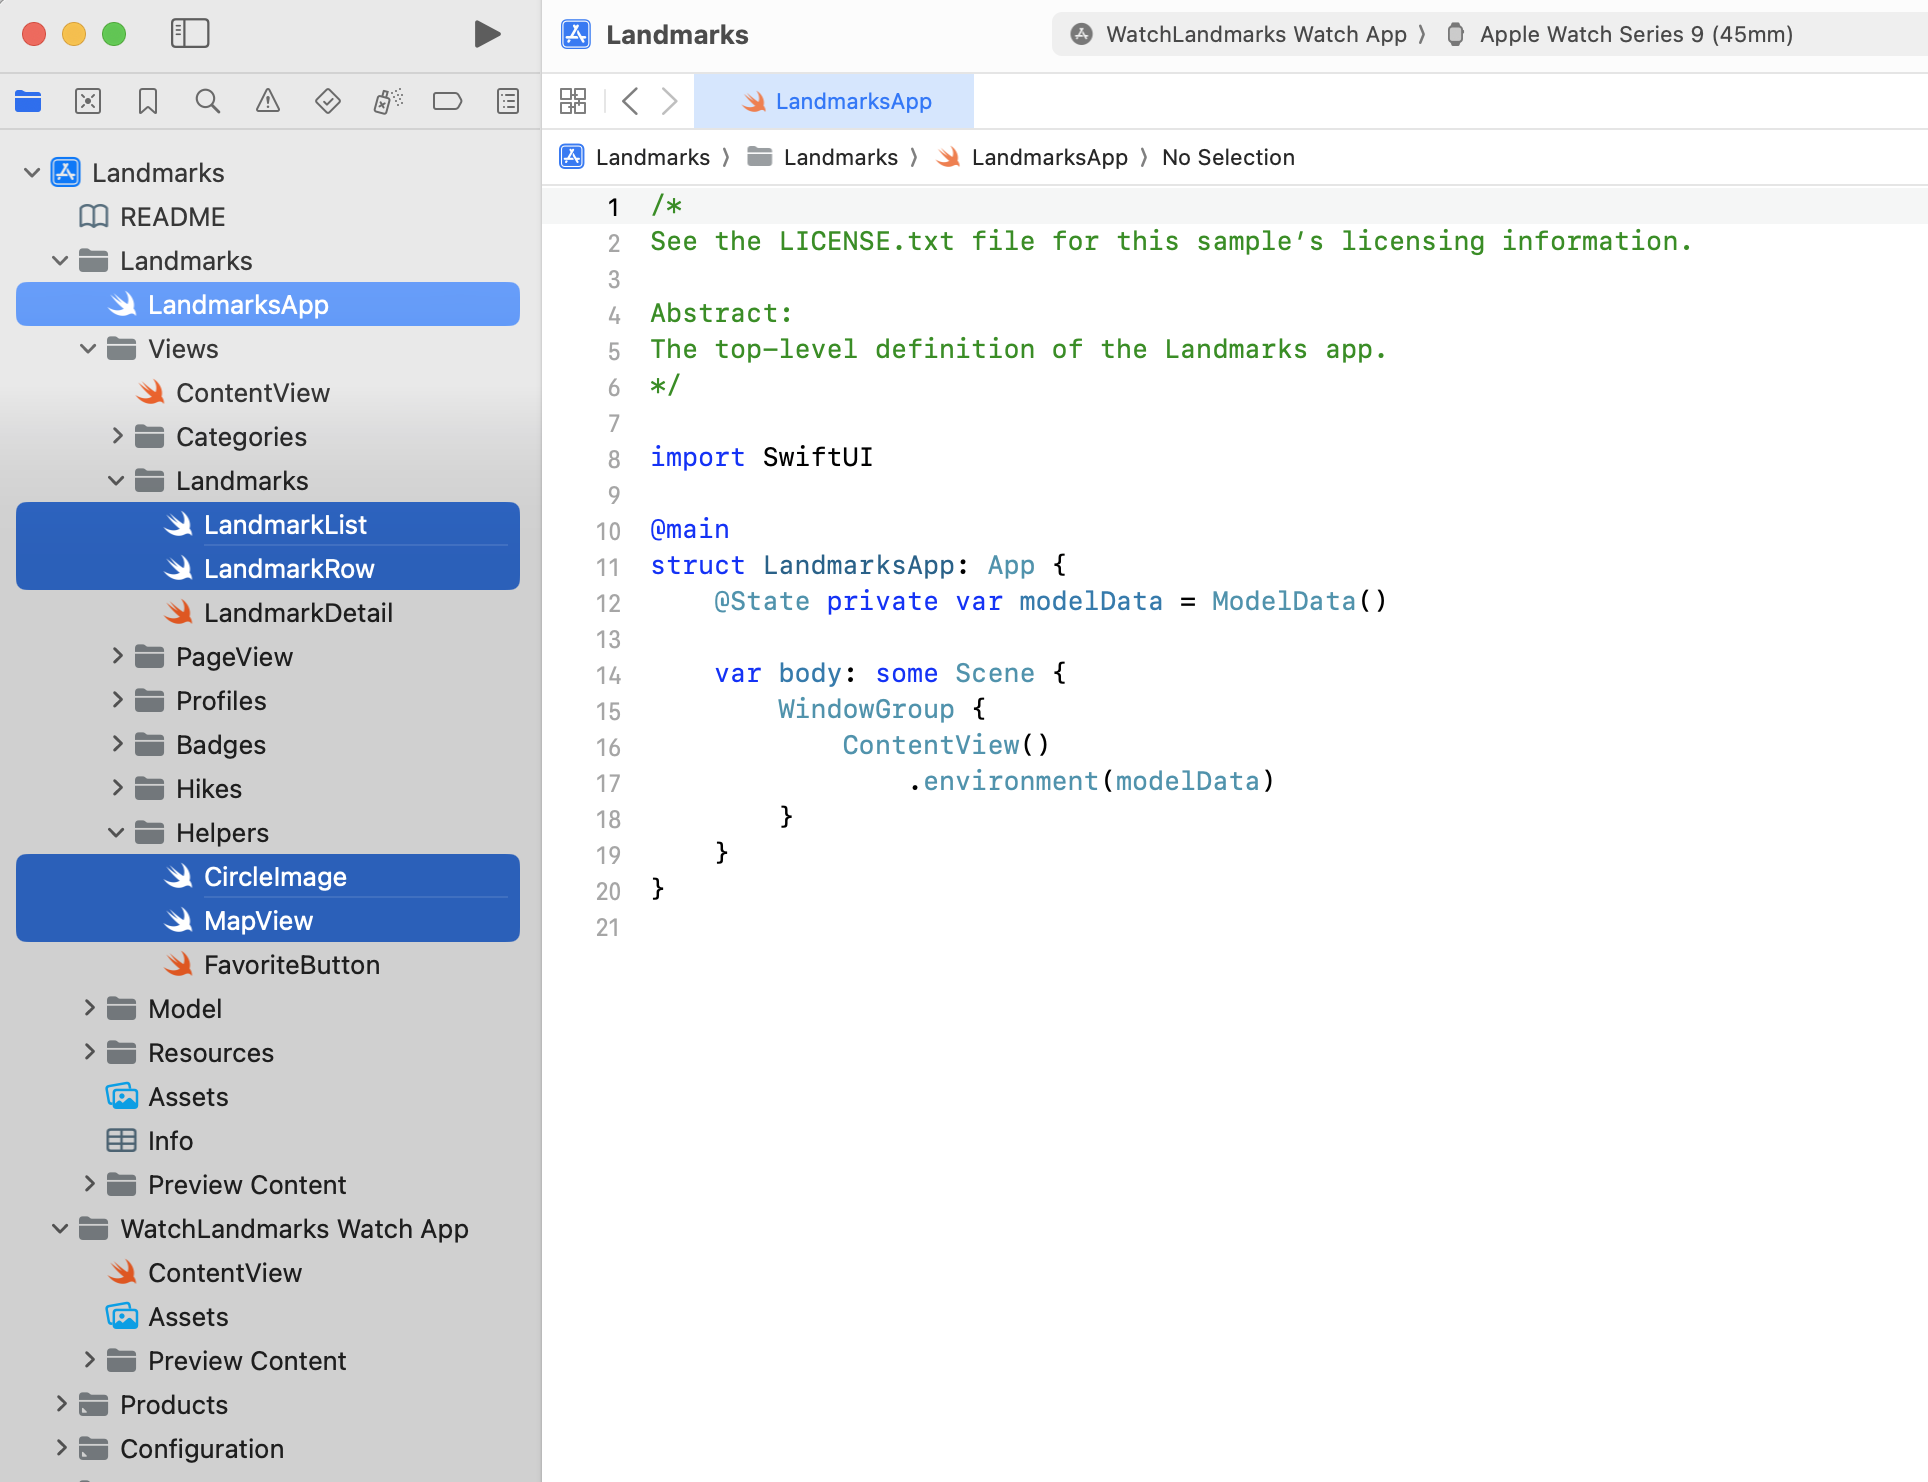 Landmarks
WatchLandmarks Watch App 〉 Apple Watch Series 9 (45mm)
LandmarksApp
Landmarks 〉 Landmarks 〉 LandmarksApp 〉 No Selection
Landmarks
README
Landmarks
LandmarksApp
Views
ContentView
Categories
Landmarks
LandmarkList
LandmarkRow
LandmarkDetail
PageView
Profiles
Badges
Hikes
Helpers
CircleImage
MapView
FavoriteButton
Model
Resources
Assets
Info
Preview Content
WatchLandmarks Watch App
ContentView
Assets
Preview Content
Products
Configuration
1 /*
2 See the LICENSE.txt file for this sample’s licensing information.
3
4 Abstract:
5 The top-level definition of the Landmarks app.
6 */
7
8 import SwiftUI
9
10 @main
11 struct LandmarksApp: App {
12     @State private var modelData = ModelData()
13
14     var body: some Scene {
15         WindowGroup {
16             ContentView()
17                 .environment(modelData)
18         }
19     }
20 }
21